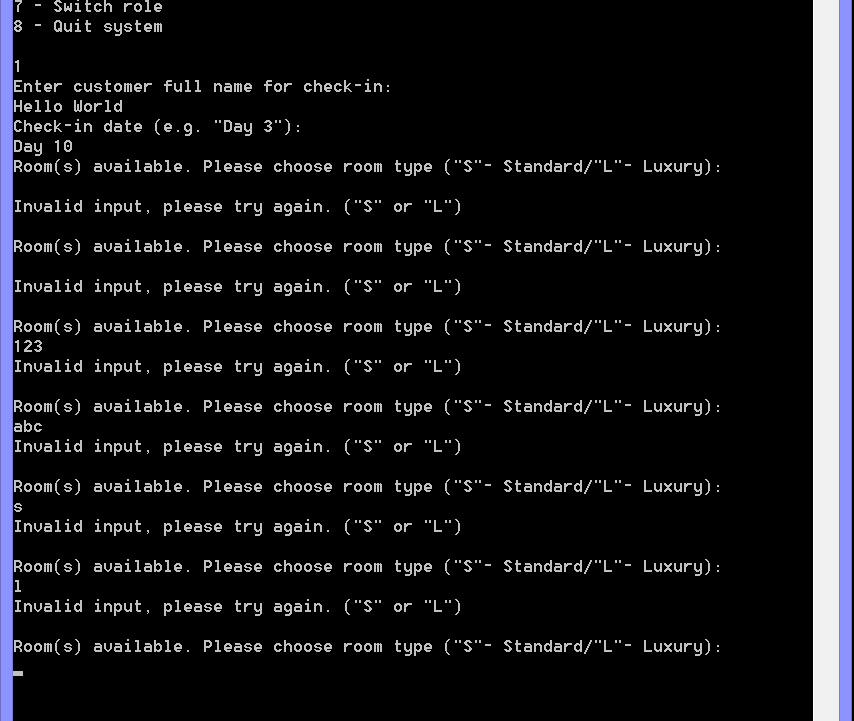 7 - Switch role
8 - Quit system
1
Enter customer full name for check-in:
Hello World
Check-in date (e.g. "Day 3"):
Day 10
Room(s) available. Please choose room type ("S"- Standard/"L"- Luxury):
Invalid input, please try again. ("S" or "L")
Room(s) available. Please choose room type ("S"- Standard/"L"- Luxury):
Invalid input, please try again. ("S" or "L")
Room(s) available. Please choose room type ("S"- Standard/"L"- Luxury):
123
Invalid input, please try again. ("S" or "L")
Room(s) available. Please choose room type ("S"- Standard/"L"- Luxury):
abc
Invalid input, please try again. ("S" or "L")
Room(s) available. Please choose room type ("S"- Standard/"L"- Luxury):
s
Invalid input, please try again. ("S" or "L")
Room(s) available. Please choose room type ("S"- Standard/"L"- Luxury):
l
Invalid input, please try again. ("S" or "L")
Room(s) available. Please choose room type ("S"- Standard/"L"- Luxury):